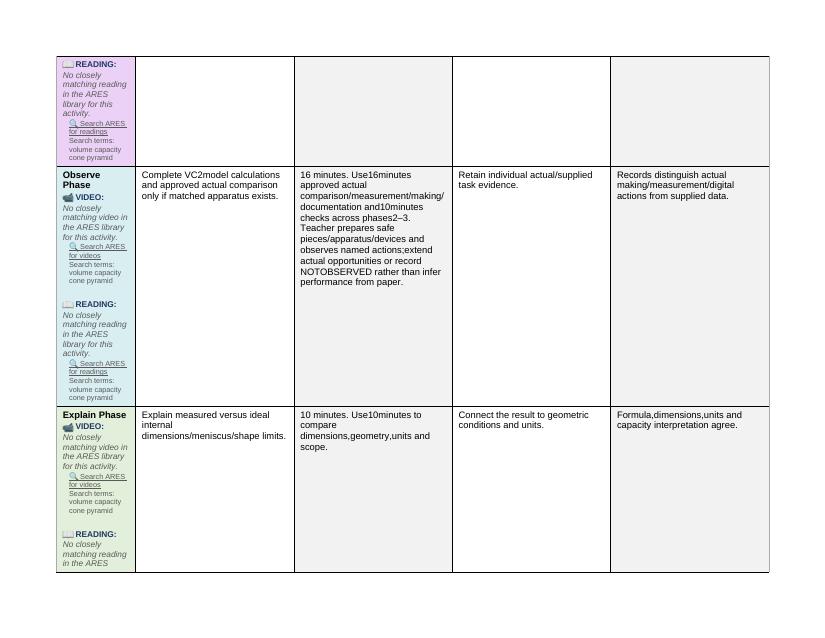 📖 READING:
No closely
matching reading
in the ARES
library for this
activity.
🔍 Search ARES
for readings
Search terms:
volume capacity
cone pyramid
Observe
Phase
📹 VIDEO:
No closely
matching video in
the ARES library
for this activity.
🔍 Search ARES
for videos
Search terms:
volume capacity
cone pyramid
📖 READING:
No closely
matching reading
in the ARES
library for this
activity.
🔍 Search ARES
for readings
Search terms:
volume capacity
cone pyramid
Complete VC2model calculations
and approved actual comparison
only if matched apparatus exists.
16 minutes. Use16minutes
approved actual
comparison/measurement/making/
documentation and10minutes
checks across phases2–3.
Teacher prepares safe
pieces/apparatus/devices and
observes named actions;extend
actual opportunities or record
NOTOBSERVED rather than infer
performance from paper.
Retain individual actual/supplied
task evidence.
Records distinguish actual
making/measurement/digital
actions from supplied data.
Explain Phase
📹 VIDEO:
No closely
matching video in
the ARES library
for this activity.
🔍 Search ARES
for videos
Search terms:
volume capacity
cone pyramid
📖 READING:
No closely
matching reading
in the ARES
Explain measured versus ideal
internal
dimensions/meniscus/shape limits.
10 minutes. Use10minutes to
compare
dimensions,geometry,units and
scope.
Connect the result to geometric
conditions and units.
Formula,dimensions,units and
capacity interpretation agree.